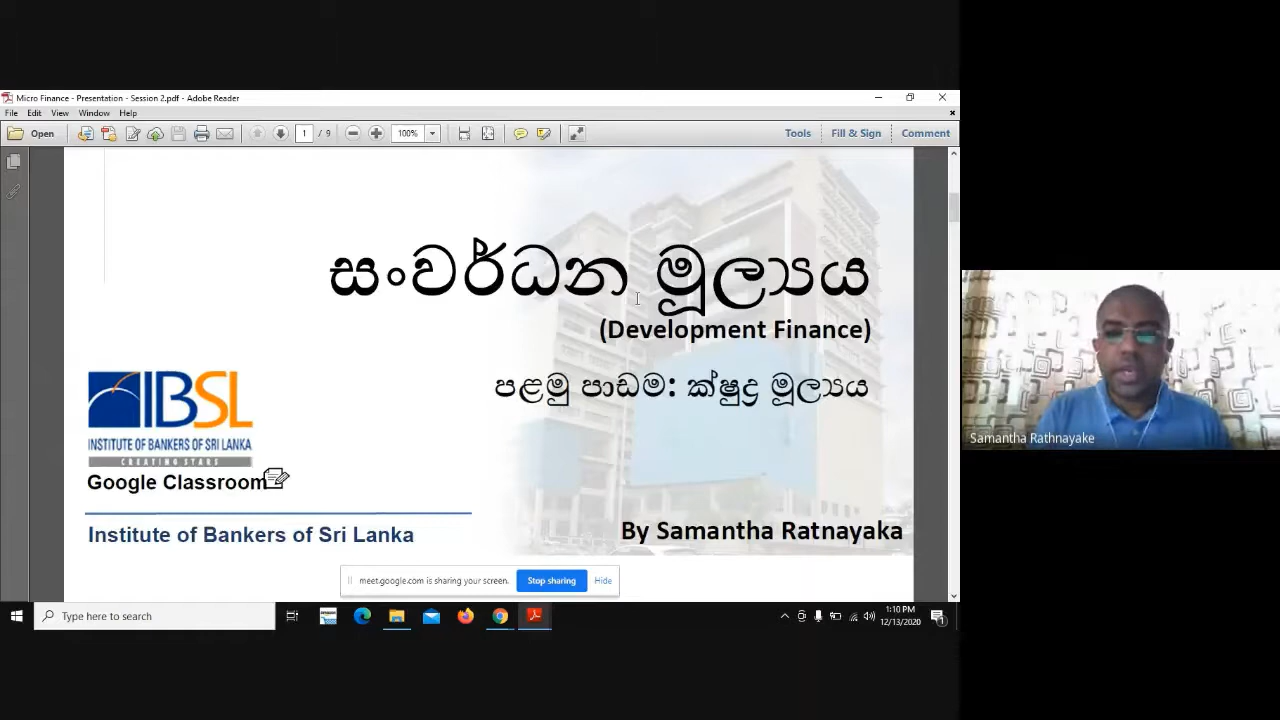 Micro Finance - Presentation - Session 2.pdf - Adobe Reader
File Edit View Window Help
Open 1 / 9 100% Tools Fill & Sign Comment
සංවර්ධන මූල්‍යය
(Development Finance)
පළමු පාඩම: ක්ෂුද්‍ර මූල්‍යය
IBSL
INSTITUTE OF BANKERS OF SRI LANKA
CREATING STARS
Google Classroom
Institute of Bankers of Sri Lanka
By Samantha Ratnayaka
Samantha Rathnayake
meet.google.com is sharing your screen. Stop sharing Hide
Type here to search
1:10 PM
12/13/2020
1